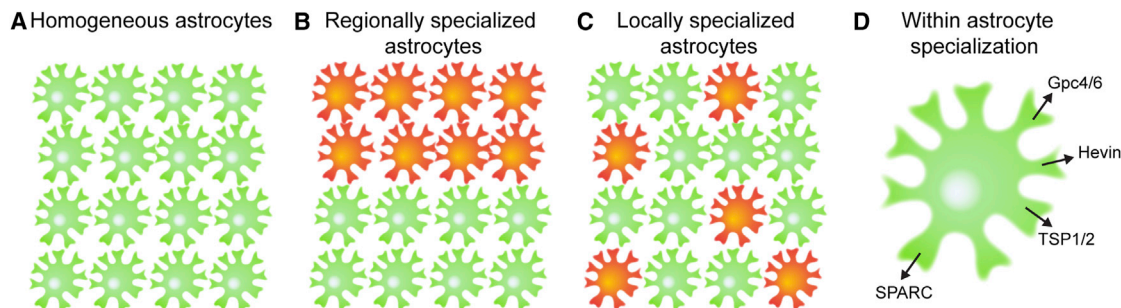 A Homogeneous astrocytes
B Regionally specialized
astrocytes
C Locally specialized
astrocytes
D Within astrocyte
specialization
Gpc4/6
Hevin
TSP1/2
SPARC